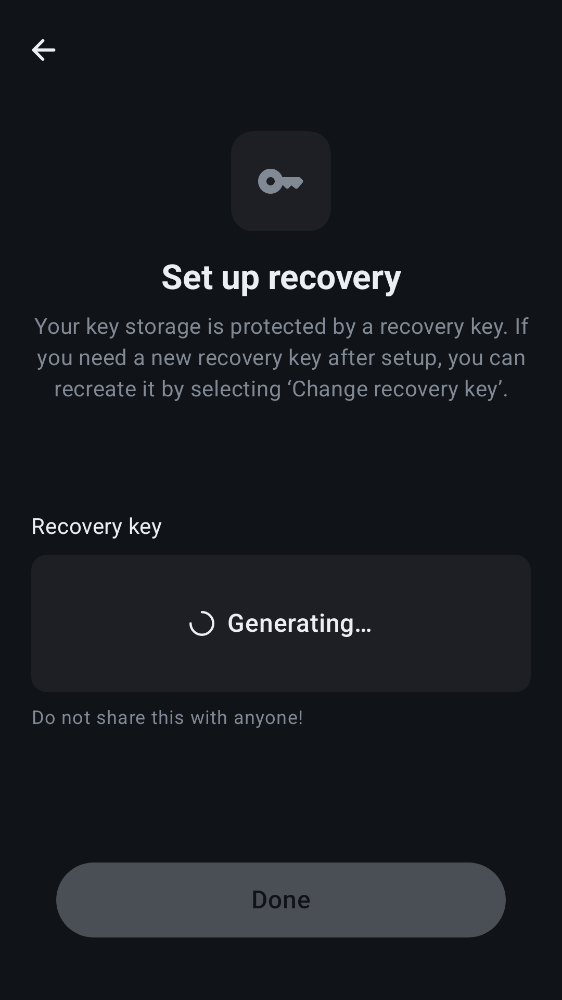 Set up recovery
Your key storage is protected by a recovery key. If
you need a new recovery key after setup, you can
recreate it by selecting ‘Change recovery key’.
Recovery key
Generating…
Do not share this with anyone!
Done